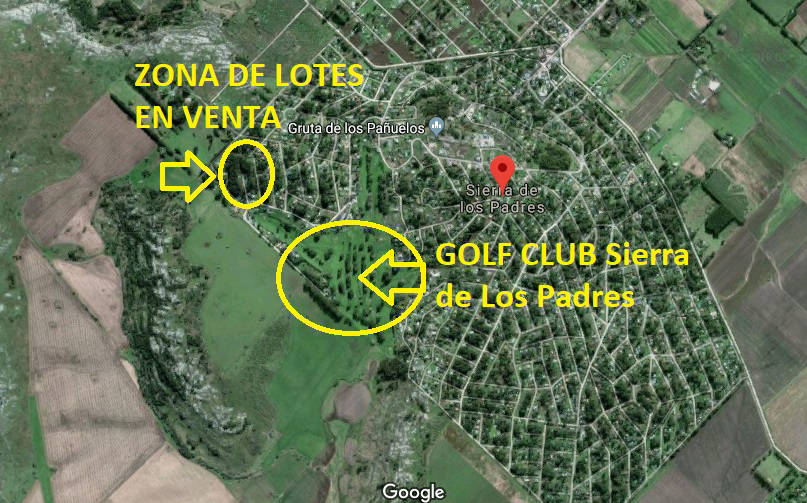 ZONA DE LOTES
EN VENTA
Gruta de los Pañuelos
Sierra de
los Padres
GOLF CLUB Sierra
de Los Padres
Google